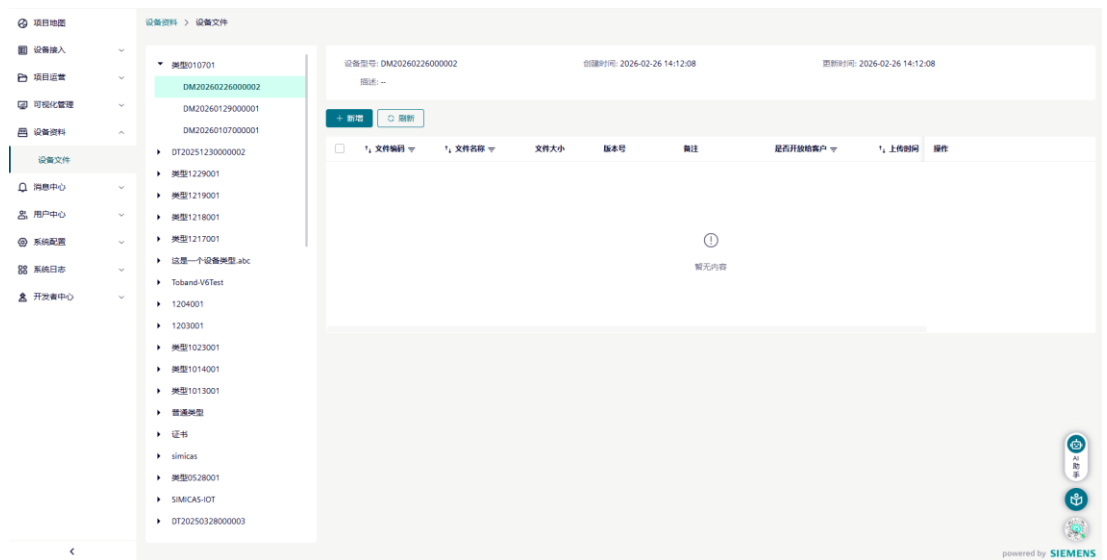 项目地图
设备接入
项目运营
可视化管理
设备资料
设备文件
消息中心
用户中心
系统配置
系统日志
开发者中心
设备资料 > 设备文件
类型010701
DM20260226000002
DM20260129000001
DM20260107000001
DT20251230000002
类型1229001
类型1219001
类型1218001
类型1217001
这是一个设备类型.abc
Toband-V6Test
1204001
1203001
类型1023001
类型1014001
类型1013001
普通类型
证书
simicas
类型0528001
SIMICAS-IOT
DT20250328000003
设备型号: DM20260226000002 创建时间: 2026-02-26 14:12:08 更新时间: 2026-02-26 14:12:08
描述: --
+ 新增 刷新
文件编码 文件名称 文件大小 版本号 备注 是否开放给客户 上传时间 操作
暂无内容
AI
助
手
powered by SIEMENS